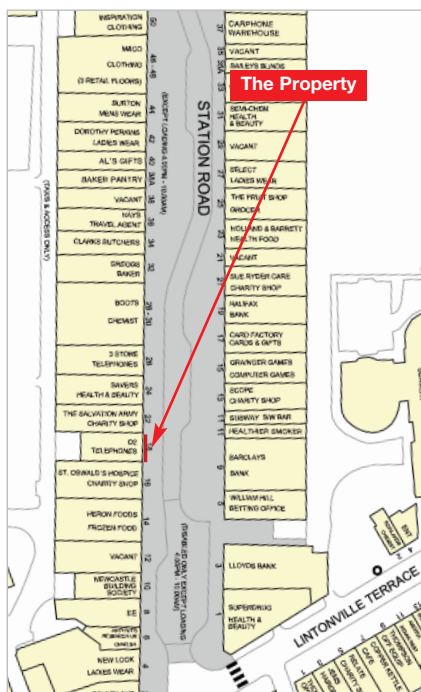 INSPIRATION
CLOTHING
50
M&CO
CLOTHING
(3 RETAIL FLOORS)
46 - 48
BURTON
MENS WEAR
44
DOROTHY PERKINS
LADIES WEAR
42
AL'S GIFTS
40
BAKER PANTRY
38A
VACANT
38
HAYS
TRAVEL AGENT
36
CLARKS BUTCHERS
34
GREGGS
BAKER
32
BOOTS
CHEMIST
28 - 30
3 STORE
TELEPHONES
26
SAVERS
HEALTH & BEAUTY
24
THE SALVATION ARMY
CHARITY SHOP
22
O2
TELEPHONES
18
ST. OSWALD'S HOSPICE
CHARITY SHOP
16
HERON FOODS
FROZEN FOOD
14
VACANT
12
NEWCASTLE
BUILDING
SOCIETY
10
EE
8
6
NEW LOOK
LADIES WEAR
4
(TAXIS & ACCESS ONLY)
(EXCEPT LOADING 4.00PM - 10.00AM)
STATION ROAD
(DISABLED ONLY EXCEPT LOADING
4.00PM - 10.00AM)
The Property
CARPHONE
WAREHOUSE
37
VACANT
35
BAILEYS BLINDS
35A
33
SEMI-CHEM
HEALTH
& BEAUTY
31
VACANT
29
SELECT
LADIES WEAR
27
THE FRUIT SHOP
GROCER
25
HOLLAND & BARRETT
HEALTH FOOD
23
VACANT
21
SUE RYDER CARE
CHARITY SHOP
21
HALIFAX
BANK
19
CARD FACTORY
CARDS & GIFTS
17
GRAINGER GAMES
COMPUTER GAMES
15
SCOPE
CHARITY SHOP
13
SUBWAY S/W BAR
11
HEALTHIER SMOKER
11
BARCLAYS
BANK
9
WILLIAM HILL
BETTING OFFICE
5
LLOYDS BANK
3
SUPERDRUG
HEALTH &
BEAUTY
1
LINTONVILLE TERRACE